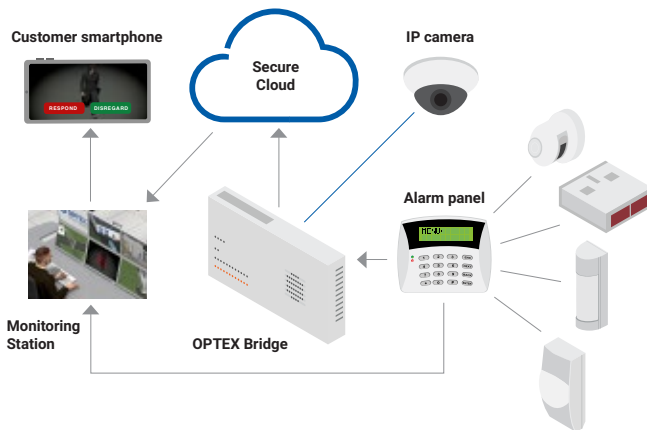 Customer smartphone
IP camera
Secure
Cloud
RESPOND
DISREGARD
Alarm panel
MENU:
Monitoring
Station
OPTEX Bridge